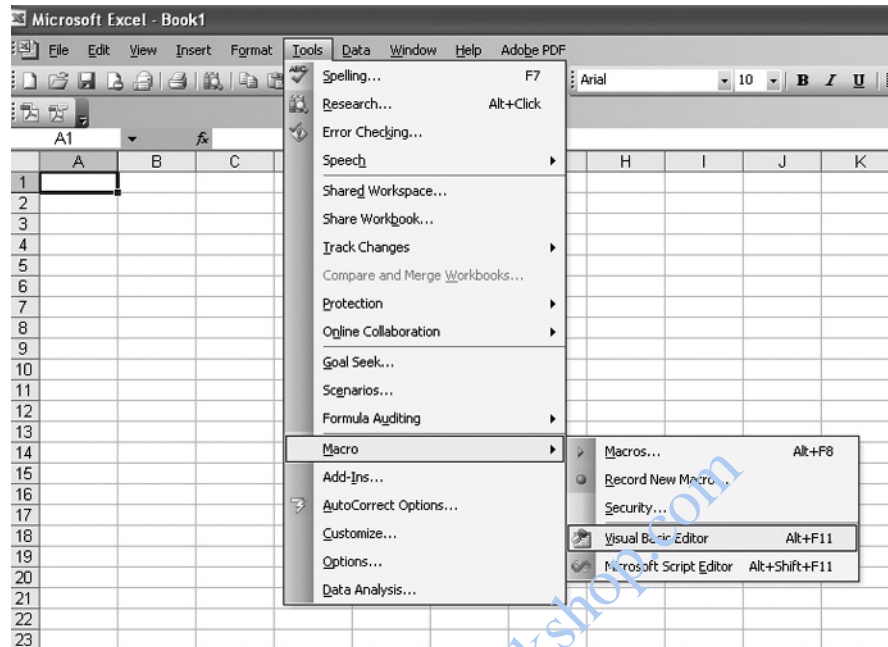 Microsoft Excel - Book1
File Edit View Insert Format Tools Data Window Help Adobe PDF
Arial 10 B I U
A1 fx
A B C H I J K
1
2
3
4
5
6
7
8
9
10
11
12
13
14
15
16
17
18
19
20
21
22
23
ABC Spelling... F7
Research... Alt+Click
Error Checking...
Speech
Shared Workspace...
Share Workbook...
Track Changes
Compare and Merge Workbooks...
Protection
Online Collaboration
Goal Seek...
Scenarios...
Formula Auditing
Macro
Add-Ins...
AutoCorrect Options...
Customize...
Options...
Data Analysis...
Macros... Alt+F8
Record New Macro...
Security...
Visual Basic Editor Alt+F11
Microsoft Script Editor Alt+Shift+F11
kshop.com